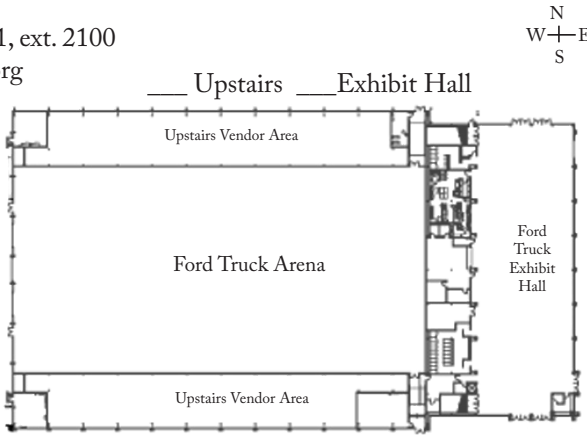 1, ext. 2100
rg
N
W E
S
___ Upstairs ___Exhibit Hall
Upstairs Vendor Area
Ford Truck Arena
Ford
Truck
Exhibit
Hall
Upstairs Vendor Area